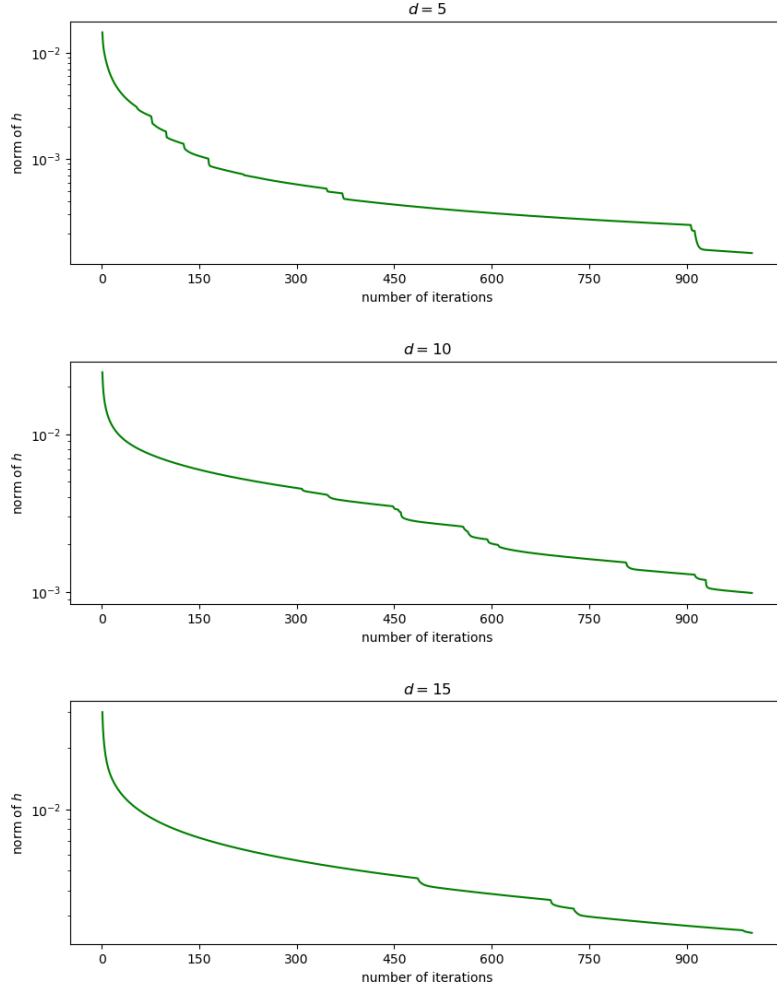 d = 5
10⁻²
10⁻³
norm of h
0 150 300 450 600 750 900
number of iterations
d = 10
10⁻²
10⁻³
norm of h
0 150 300 450 600 750 900
number of iterations
d = 15
10⁻²
norm of h
0 150 300 450 600 750 900
number of iterations